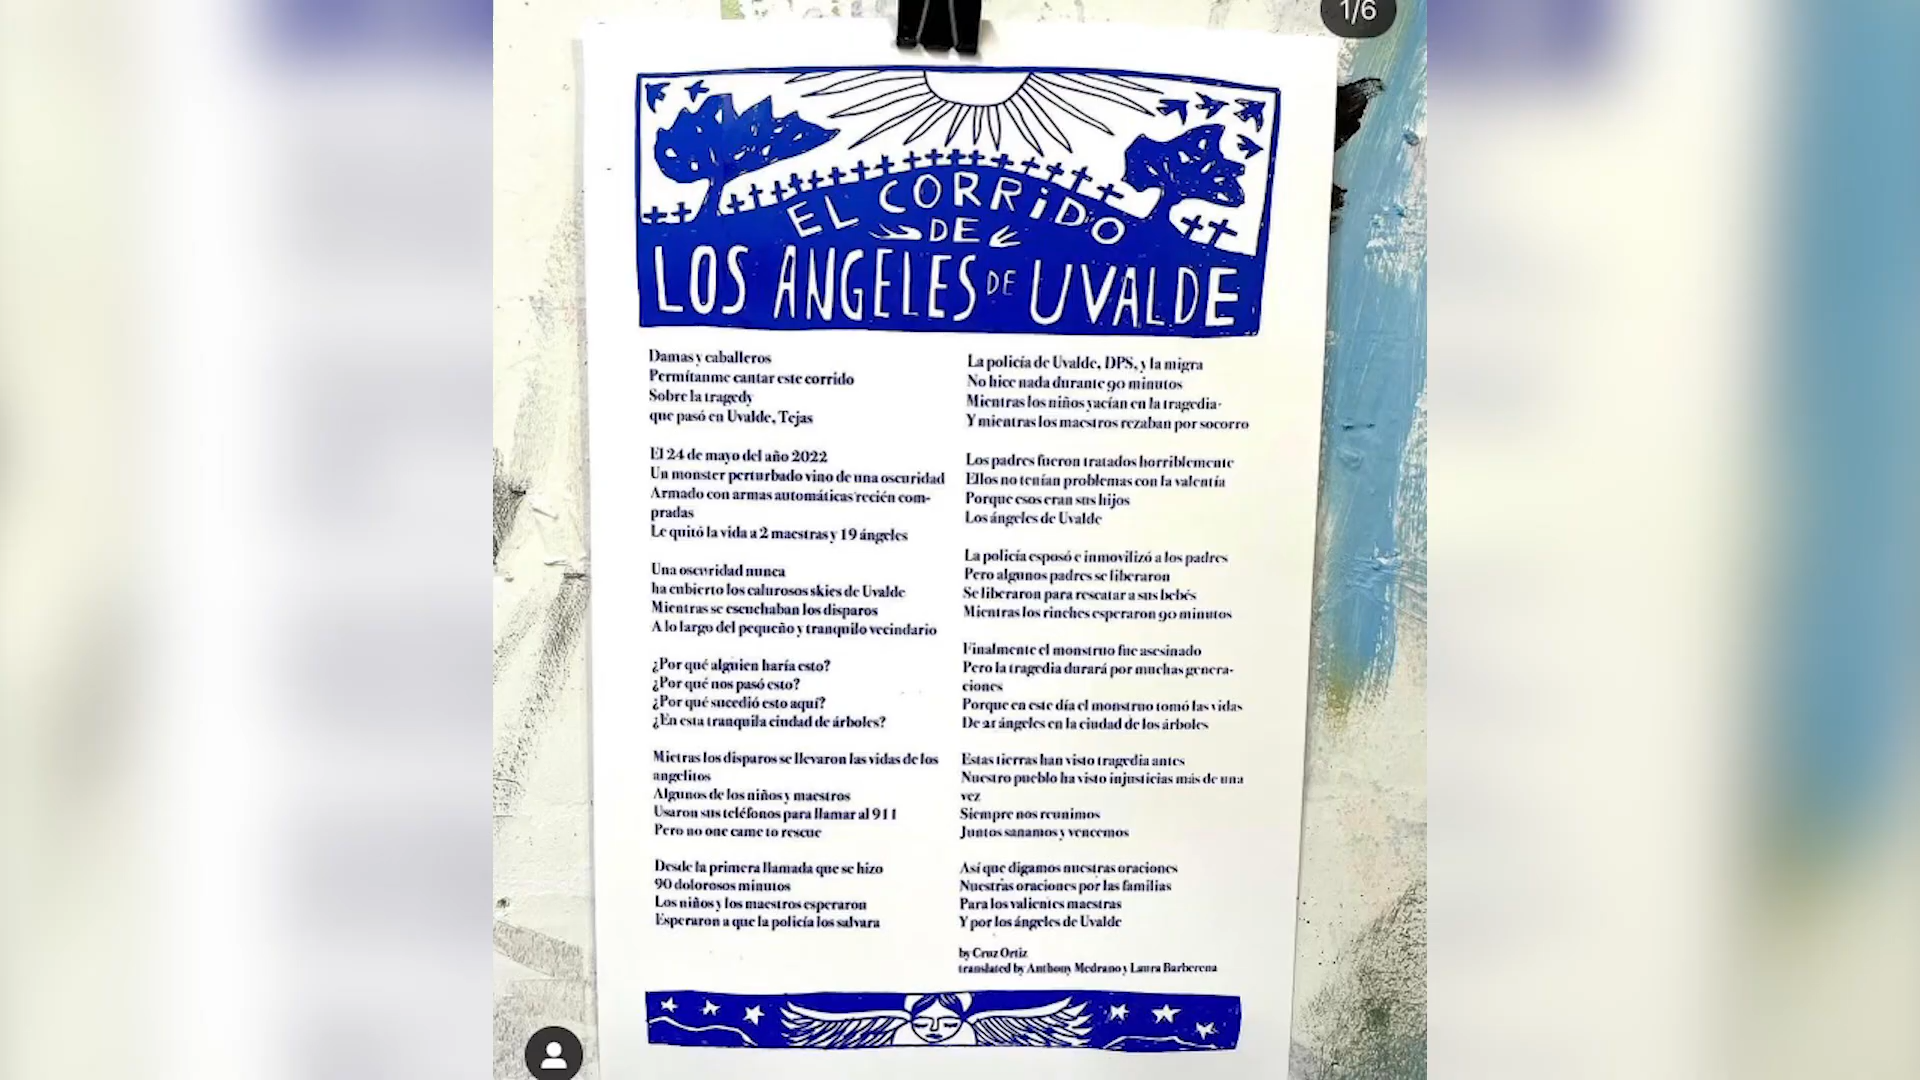 1/6
EL CORRiDO
DE
LOS ANGELES DE UVALDE
Damas y caballeros
Permítanme cantar este corrido
Sobre la tragedy
que pasó en Uvalde, Tejas
El 24 de mayo del año 2022
Un monster perturbado vino de una oscuridad
Armado con armas automáticas recién com-
pradas
Le quitó la vida a 2 maestras y 19 ángeles
Una oscuridad nunca
ha cubierto los calurosos skies de Uvalde
Mientras se escuchaban los disparos
A lo largo del pequeño y tranquilo vecindario
¿Por qué alguien haría esto?
¿Por qué nos pasó esto?
¿Por qué sucedió esto aquí?
¿En esta tranquila ciudad de árboles?
Mietras los disparos se llevaron las vidas de los
angelitos
Algunos de los niños y maestros
Usaron sus teléfonos para llamar al 911
Pero no one came to rescue
Desde la primera llamada que se hizo
90 dolorosos minutos
Los niños y los maestros esperaron
Esperaron a que la policía los salvara
La policía de Uvalde, DPS, y la migra
No hice nada durante 90 minutos
Mientras los niños yacían en la tragedia-
Y mientras los maestros rezaban por socorro
Los padres fueron tratados horriblemente
Ellos no tenían problemas con la valentía
Porque esos eran sus hijos
Los ángeles de Uvalde
La policía esposó e inmovilizó a los padres
Pero algunos padres se liberaron
Se liberaron para rescatar a sus bebés
Mientras los rinches esperaron 90 minutos
Finalmente el monstruo fue asesinado
Pero la tragedia durará por muchas genera-
ciones
Porque en este día el monstruo tomó las vidas
De 21 ángeles en la ciudad de los árboles
Estas tierras han visto tragedia antes
Nuestro pueblo ha visto injusticias más de una
vez
Siempre nos reunimos
Juntos sanamos y vencemos
Así que digamos nuestras oraciones
Nuestras oraciones por las familias
Para los valientes maestras
Y por los ángeles de Uvalde
by Cruz Ortiz
translated by Anthony Medrano y Laura Barberena